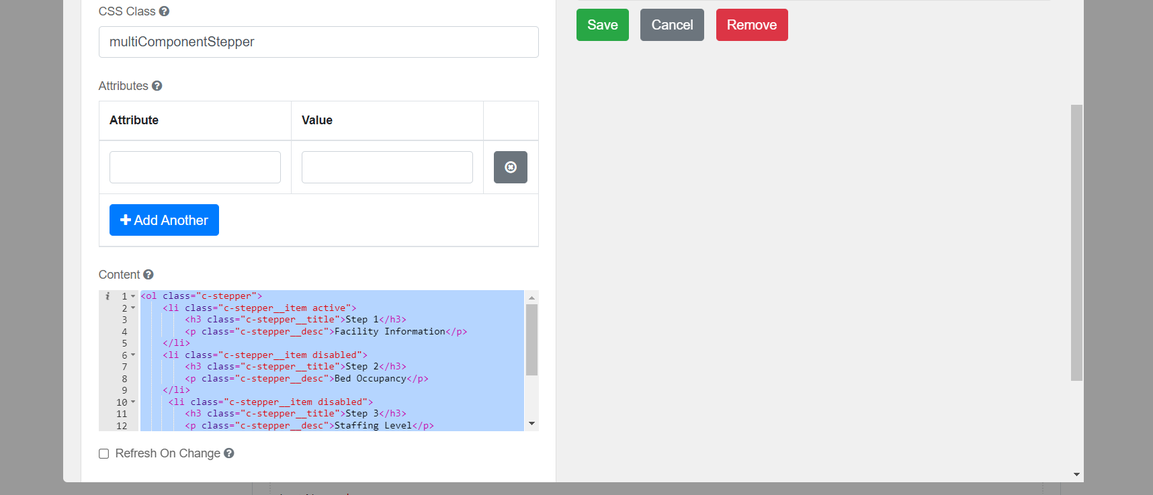 CSS Class
Save Cancel Remove
multiComponentStepper
Attributes
Attribute Value
Add Another
Content
i 1 <ol class="c-stepper">
2 <li class="c-stepper__item active">
3 <h3 class="c-stepper__title">Step 1</h3>
4 <p class="c-stepper__desc">Facility Information</p>
5 </li>
6 <li class="c-stepper__item disabled">
7 <h3 class="c-stepper__title">Step 2</h3>
8 <p class="c-stepper__desc">Bed Occupancy</p>
9 </li>
10 <li class="c-stepper__item disabled">
11 <h3 class="c-stepper__title">Step 3</h3>
12 <p class="c-stepper__desc">Staffing Level</p>
Refresh On Change